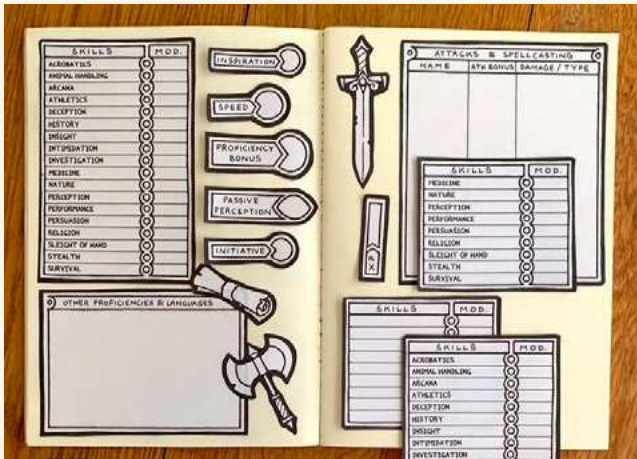 SKILLS MOD.
ACROBATICS
ANIMAL HANDLING
ARCANA
ATHLETICS
DECEPTION
HISTORY
INSIGHT
INTIMIDATION
INVESTIGATION
MEDICINE
NATURE
PERCEPTION
PERFORMANCE
PERSUASION
RELIGION
SLEIGHT OF HAND
STEALTH
SURVIVAL
INSPIRATION
SPEED
PROFICIENCY
BONUS
PASSIVE
PERCEPTION
INITIATIVE
OTHER PROFICIENCIES & LANGUAGES
ATTACKS & SPELLCASTING
NAME ATK BONUS DAMAGE / TYPE
SKILLS MOD.
MEDICINE
NATURE
PERCEPTION
PERFORMANCE
PERSUASION
RELIGION
SLEIGHT OF HAND
STEALTH
SURVIVAL
SKILLS MOD.
SKILLS MOD.
ACROBATICS
ANIMAL HANDLING
ARCANA
ATHLETICS
DECEPTION
HISTORY
INSIGHT
INTIMIDATION
INVESTIGATION